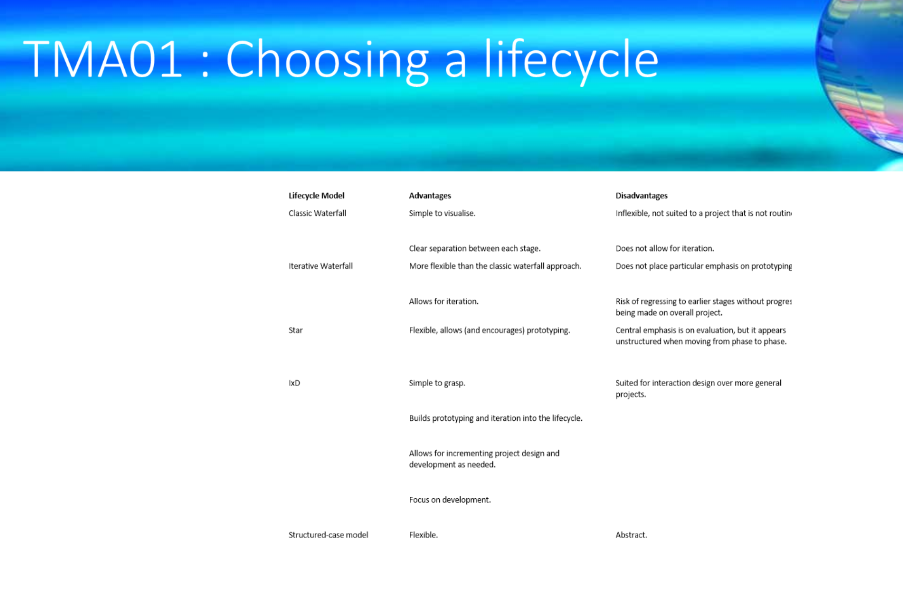 TMA01 : Choosing a lifecycle
Lifecycle Model Advantages Disadvantages
Classic Waterfall Simple to visualise. Inflexible, not suited to a project that is not
Clear separation between each stage. Does not allow for iteration.
Iterative Waterfall More flexible than the classic waterfall approach. Does not place particular emphasis on prototyping
Allows for iteration. Risk of regressing to earlier stages without
being made on overall project.
Star Flexible, allows (and encourages) prototyping. Central emphasis is on evaluation, but it appears
unstructured when moving from phase to phase.
IxD Simple to grasp. Suited for interaction design over more general
projects.
Builds prototyping and iteration into the lifecycle.
Allows for incrementing project design and
development as needed.
Focus on development.
Structured-case model Flexible. Abstract.